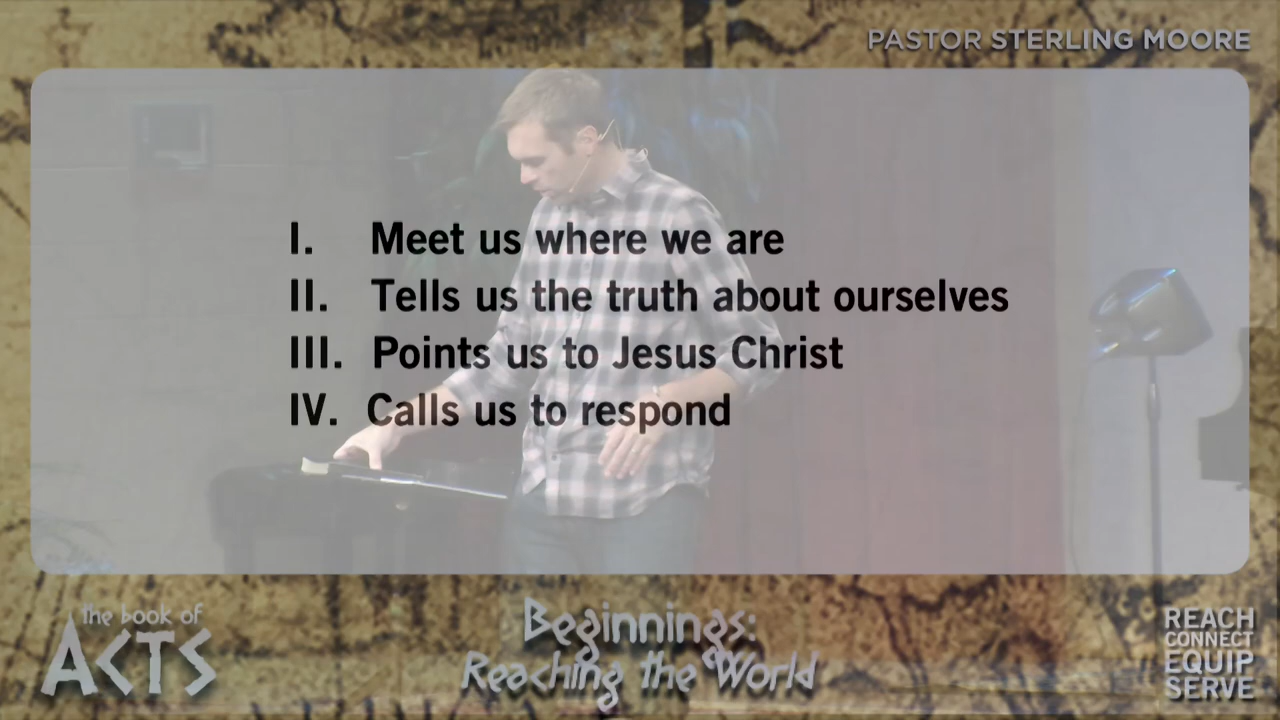 PASTOR STERLING MOORE
I. Meet us where we are
II. Tells us the truth about ourselves
III. Points us to Jesus Christ
IV. Calls us to respond
the book of
ACTS
Beginnings:
Reaching the World
REACH
CONNECT
EQUIP
SERVE